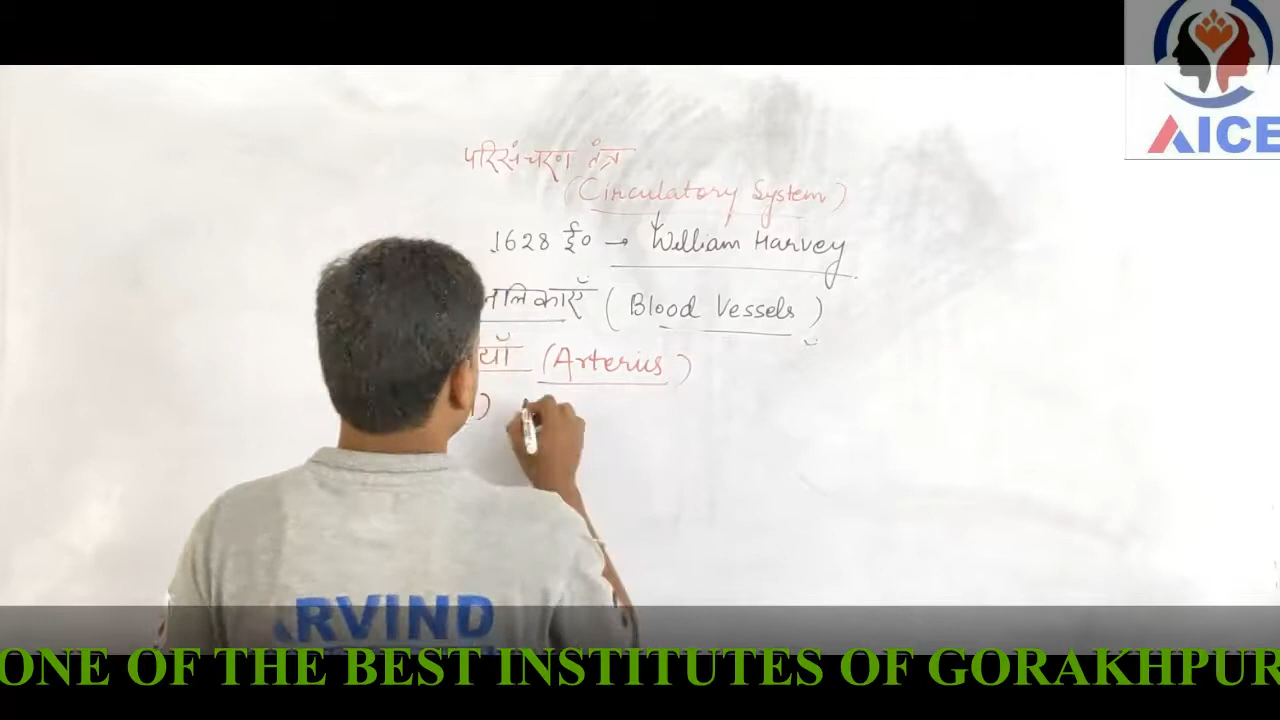 AICE
परिसंचरण तंत्र
(Circulatory System)
1628 ई० → William Harvey
(Blood Vessels)
(Arteries)
RVIND
ONE OF THE BEST INSTITUTES OF GORAKHPUR